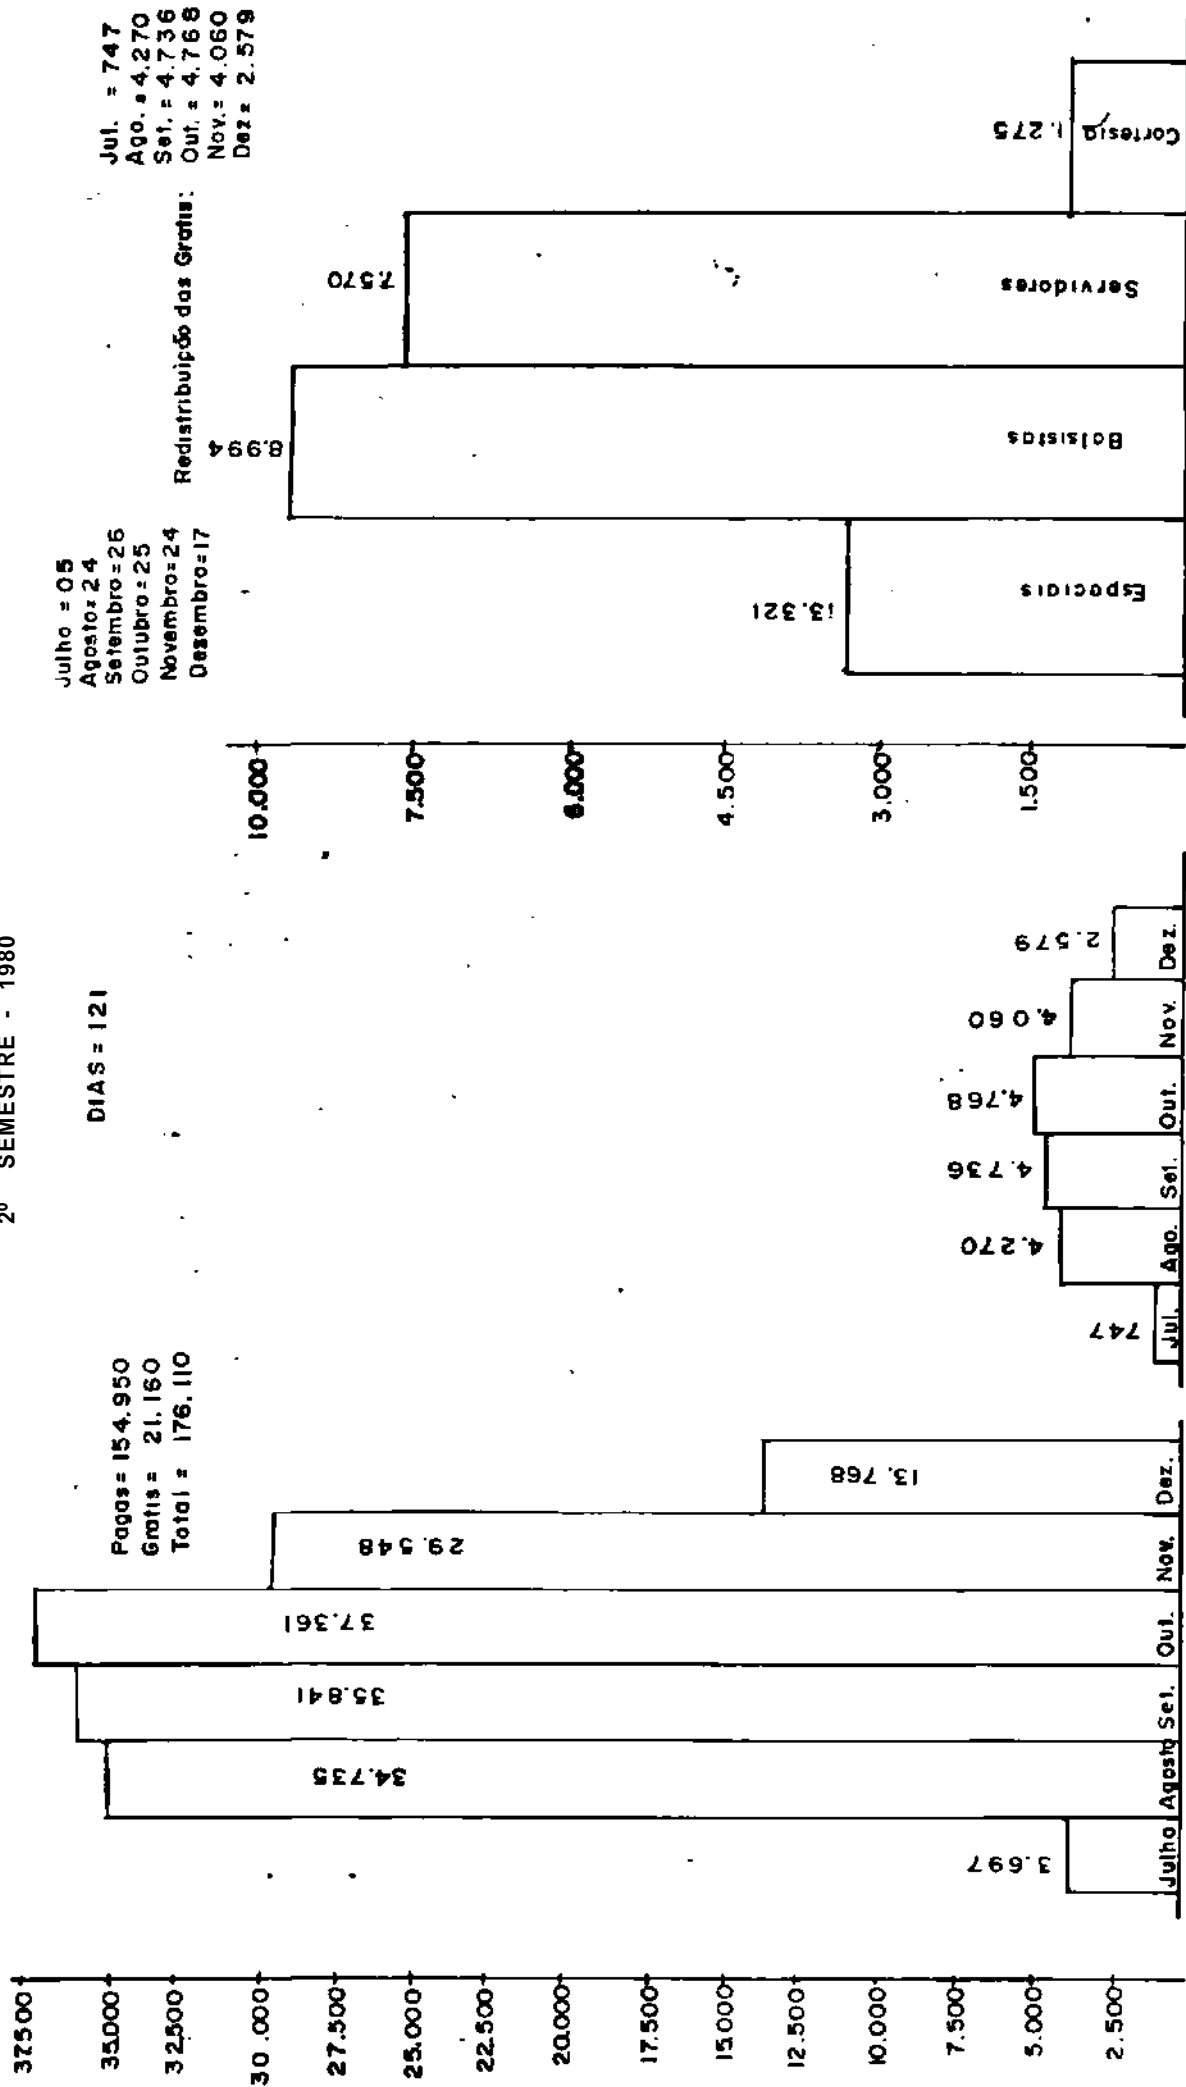 2º SEMESTRE - 1980
DIAS = 121
Pagas = 154.950
Gratis = 21.160
Total = 176.110
Julho = 05
Agosto = 24
Setembro = 26
Outubro = 25
Novembro = 24
Dezembro = 17
Redistribuição das Gratis:
Jul. = 747
Ago. = 4.270
Set. = 4.736
Out. = 4.768
Nov. = 4.060
Dez = 2.579
37.500
35.000
32.500
30.000
27.500
22.500
20.000
17.500
12.500
10.000
7.500
5.000
2.500
3.697
34.735
35.841
37.361
29.548
13.768
Julho
Agosto
Set.
Out.
Nov.
Dez.
747
4.270
4.736
4.768
4.060
2.579
Jul.
Ago.
Set.
Out.
Nov.
Dez.
10.000
7.500
6.000
4.500
3.000
1.500
13.321
8.994
7.570
1.275
Especiais
Bolsistas
Servidores
Cortesia